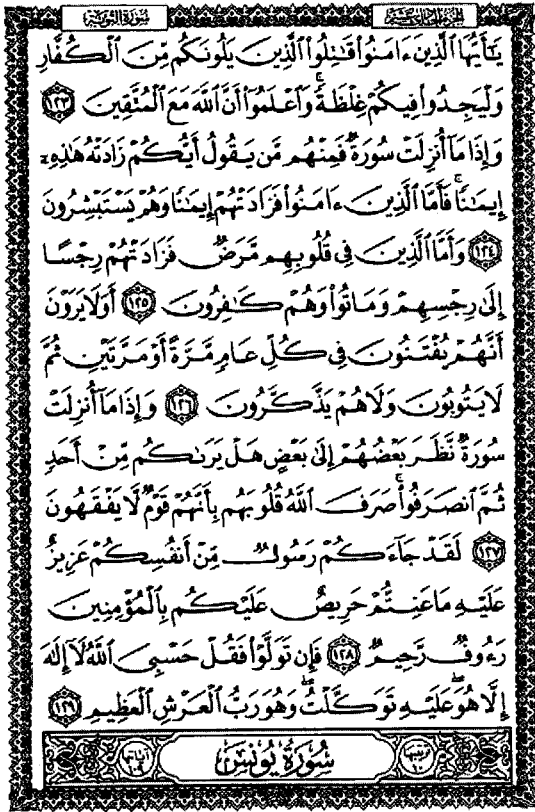 سُورَةُ التَّوْبَةِ
الجزء الحادي عشر
يَٰٓأَيُّهَا ٱلَّذِينَ ءَامَنُوا۟ قَٰتِلُوا۟ ٱلَّذِينَ يَلُونَكُم مِّنَ ٱلْكُفَّارِ
وَلْيَجِدُوا۟ فِيكُمْ غِلْظَةً ۚ وَٱعْلَمُوٓا۟ أَنَّ ٱللَّهَ مَعَ ٱلْمُتَّقِينَ ١٢٣
وَإِذَا مَآ أُنزِلَتْ سُورَةٌ فَمِنْهُم مَّن يَقُولُ أَيُّكُمْ زَادَتْهُ هَٰذِهِۦٓ
إِيمَٰنًا ۚ فَأَمَّا ٱلَّذِينَ ءَامَنُوا۟ فَزَادَتْهُمْ إِيمَٰنًا وَهُمْ يَسْتَبْشِرُونَ
١٢٤ وَأَمَّا ٱلَّذِينَ فِى قُلُوبِهِم مَّرَضٌ فَزَادَتْهُمْ رِجْسًا
إِلَىٰ رِجْسِهِمْ وَمَاتُوا۟ وَهُمْ كَٰفِرُونَ ١٢٥ أَوَلَا يَرَوْنَ
أَنَّهُمْ يُفْتَنُونَ فِى كُلِّ عَامٍ مَّرَّةً أَوْ مَرَّتَيْنِ ثُمَّ
لَا يَتُوبُونَ وَلَا هُمْ يَذَّكَّرُونَ ١٢٦ وَإِذَا مَآ أُنزِلَتْ
سُورَةٌ نَّظَرَ بَعْضُهُمْ إِلَىٰ بَعْضٍ هَلْ يَرَىٰكُم مِّنْ أَحَدٍ
ثُمَّ ٱنصَرَفُوا۟ ۚ صَرَفَ ٱللَّهُ قُلُوبَهُم بِأَنَّهُمْ قَوْمٌ لَّا يَفْقَهُونَ
١٢٧ لَقَدْ جَآءَكُمْ رَسُولٌ مِّنْ أَنفُسِكُمْ عَزِيزٌ
عَلَيْهِ مَا عَنِتُّمْ حَرِيصٌ عَلَيْكُم بِٱلْمُؤْمِنِينَ
رَءُوفٌ رَّحِيمٌ ١٢٨ فَإِن تَوَلَّوْا۟ فَقُلْ حَسْبِىَ ٱللَّهُ لَآ إِلَٰهَ
إِلَّا هُوَ ۖ عَلَيْهِ تَوَكَّلْتُ ۖ وَهُوَ رَبُّ ٱلْعَرْشِ ٱلْعَظِيمِ ١٢٩
سُورَةُ يُونُسَ